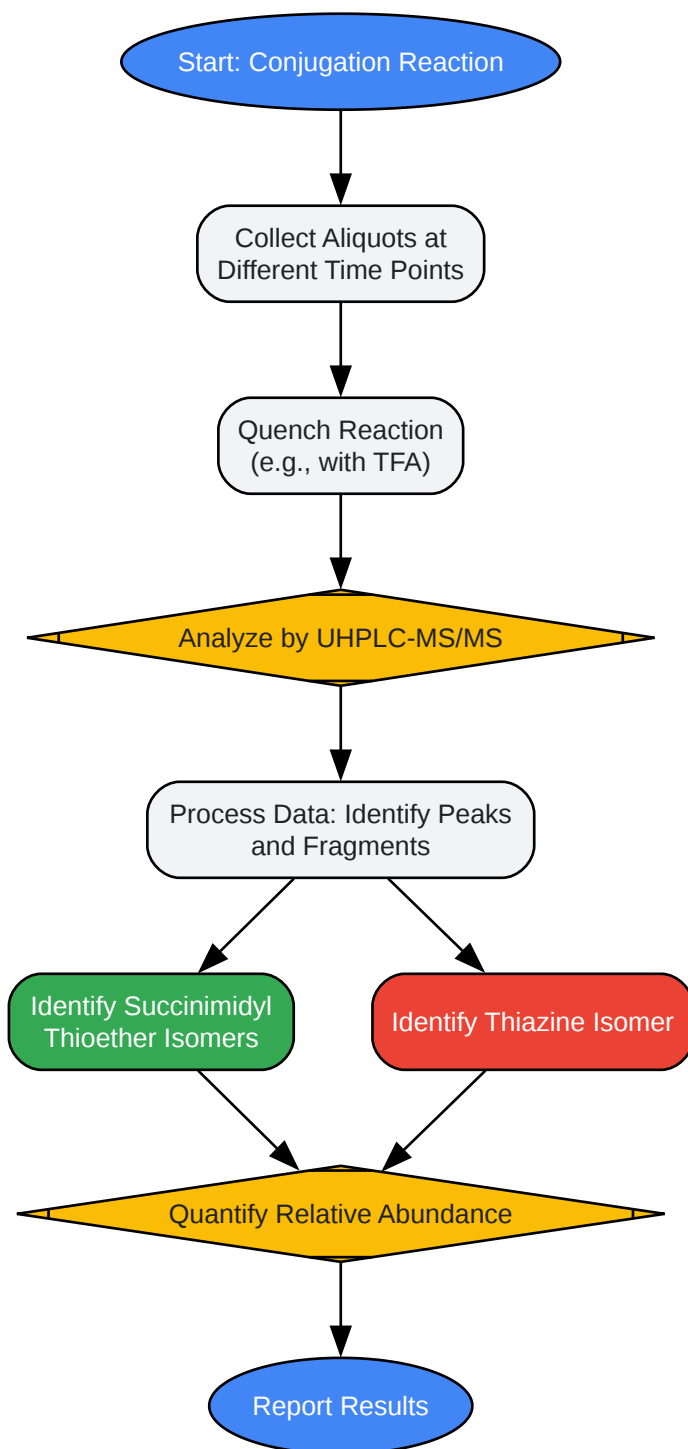 Start: Conjugation Reaction
Collect Aliquots at
Different Time Points
Quench Reaction
(e.g., with TFA)
Analyze by UHPLC-MS/MS
Process Data: Identify Peaks
and Fragments
Identify Succinimidyl
Thioether Isomers
Identify Thiazine Isomer
Quantify Relative Abundance
Report Results